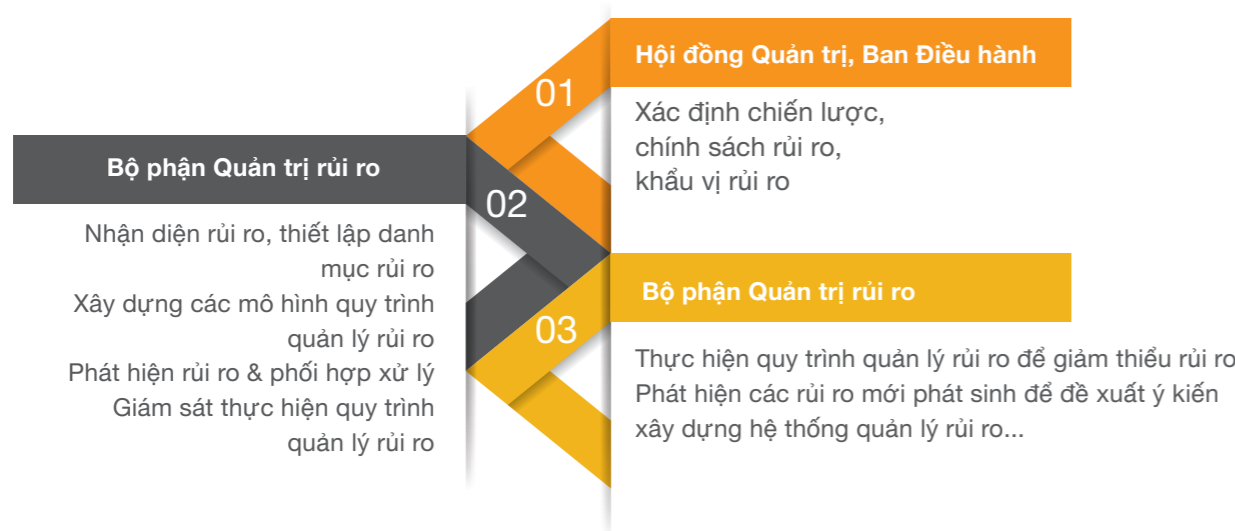 01
Hội đồng Quản trị, Ban Điều hành
Xác định chiến lược,
chính sách rủi ro,
khẩu vị rủi ro
02
Bộ phận Quản trị rủi ro
Nhận diện rủi ro, thiết lập danh
mục rủi ro
Xây dựng các mô hình quy trình
quản lý rủi ro
Phát hiện rủi ro & phối hợp xử lý
Giám sát thực hiện quy trình
quản lý rủi ro
03
Bộ phận Quản trị rủi ro
Thực hiện quy trình quản lý rủi ro để giảm thiểu rủi ro
Phát hiện các rủi ro mới phát sinh để đề xuất ý kiến
xây dựng hệ thống quản lý rủi ro...